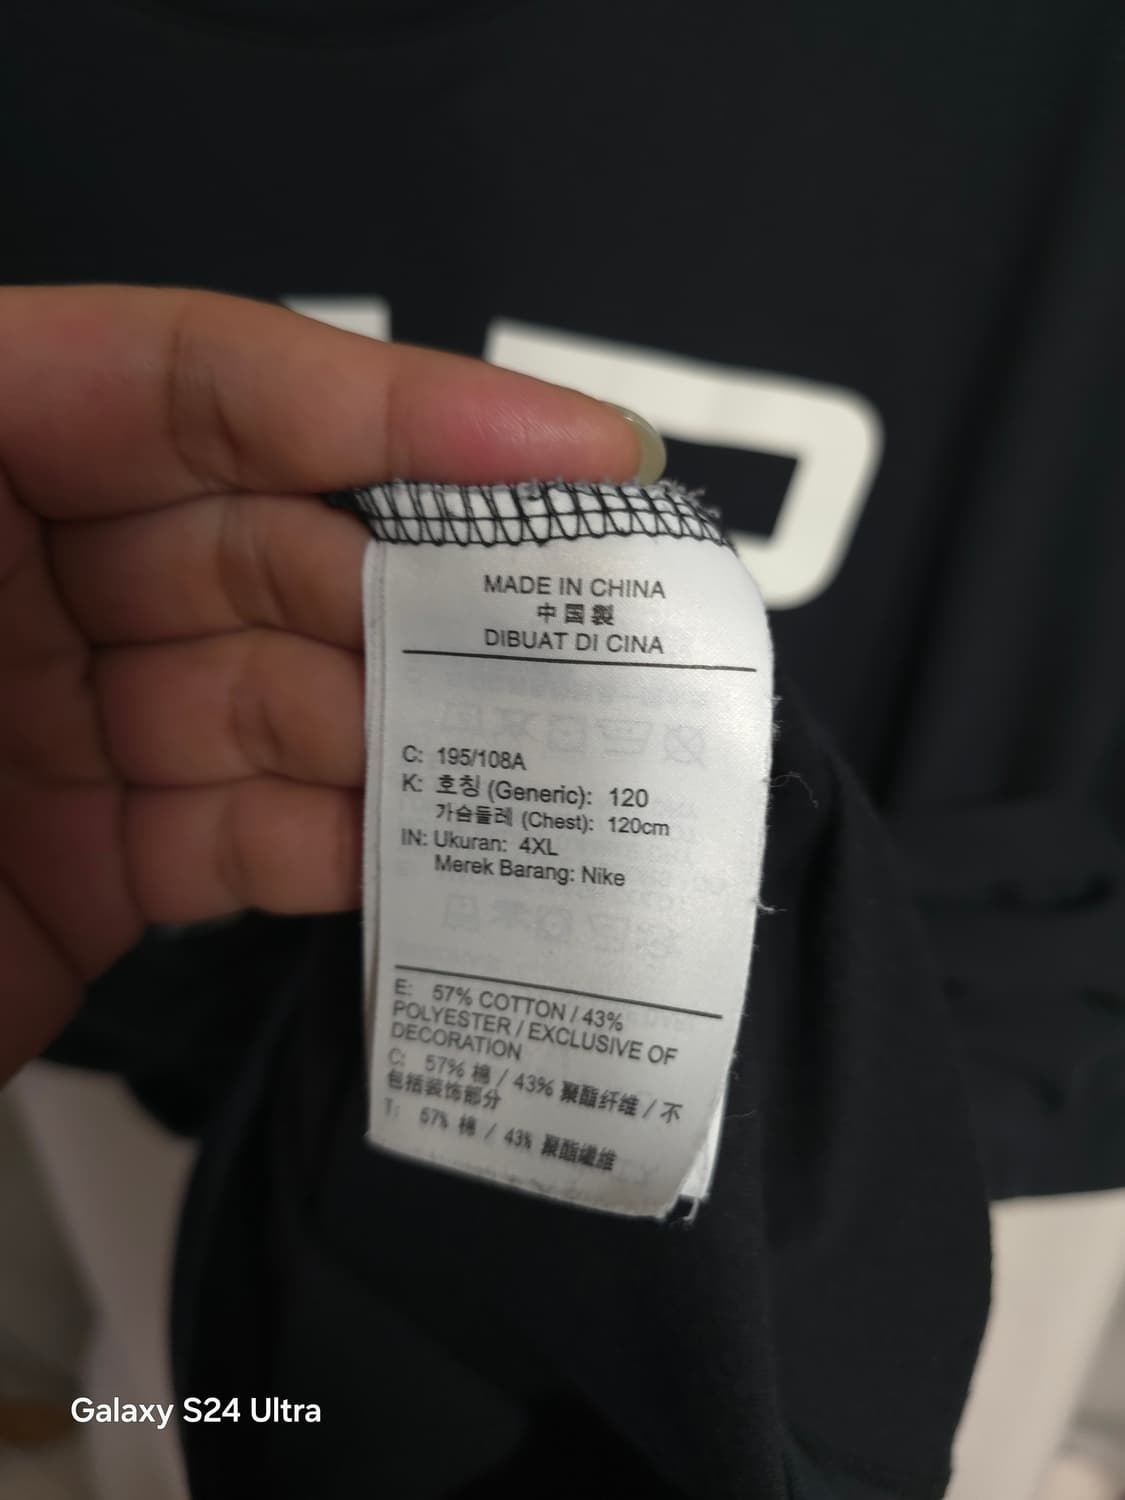 MADE IN CHINA
中国製
DIBUAT DI CINA
C: 195/108A
K: 호칭 (Generic): 120
가슴둘레 (Chest): 120cm
IN: Ukuran: 4XL
Merek Barang: Nike
E: 57% COTTON / 43%
POLYESTER / EXCLUSIVE OF
DECORATION
C: 57% 棉 / 43% 聚酯纤维 / 不
包括装饰部分
T: 57% 棉 / 43% 聚酯纖維
Galaxy S24 Ultra